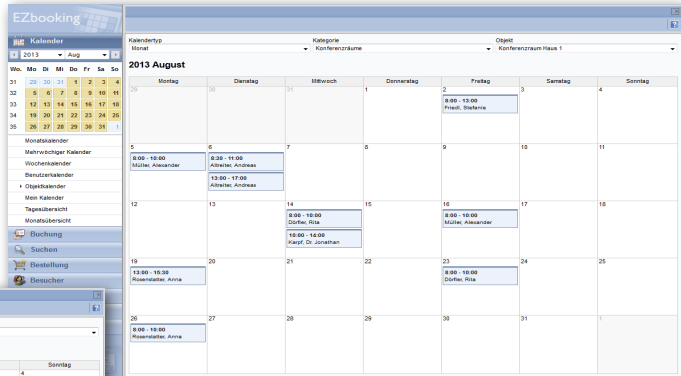 EZbooking
Kalender
2013 Aug
Wo. Mo Di Mi Do Fr Sa So
31 29 30 31 1 2 3 4
32 5 6 7 8 9 10 11
33 12 13 14 15 16 17 18
34 19 20 21 22 23 24 25
35 26 27 28 29 30 31 1
Monatskalender
Mehrwöchiger Kalender
Wochenkalender
Benutzerkalender
Objektkalender
Mein Kalender
Tagesübersicht
Monatsübersicht
Buchung
Suchen
Bestellung
Besucher
Kalendertyp Kategorie Objekt
Monat Konferenzräume Konferenzraum Haus 1
2013 August
Montag Dienstag Mittwoch Donnerstag Freitag Samstag Sonntag
29 30 31 1 2 3 4
8:00 - 13:00
Friedl, Stefanie
5 6 7 8 9 10 11
8:00 - 10:00 8:30 - 11:00
Müller, Alexander Altreiter, Andreas
13:00 - 17:00
Altreiter, Andreas
12 13 14 15 16 17 18
8:00 - 10:00 8:00 - 10:00
Dörfler, Rita Müller, Alexander
10:00 - 14:00
Karpf, Dr. Jonathan
19 20 21 22 23 24 25
13:00 - 15:30 8:00 - 10:00
Rosenstatter, Anna Dörfler, Rita
26 27 28 29 30 31 1
8:00 - 10:00
Rosenstatter, Anna
Sonntag
4